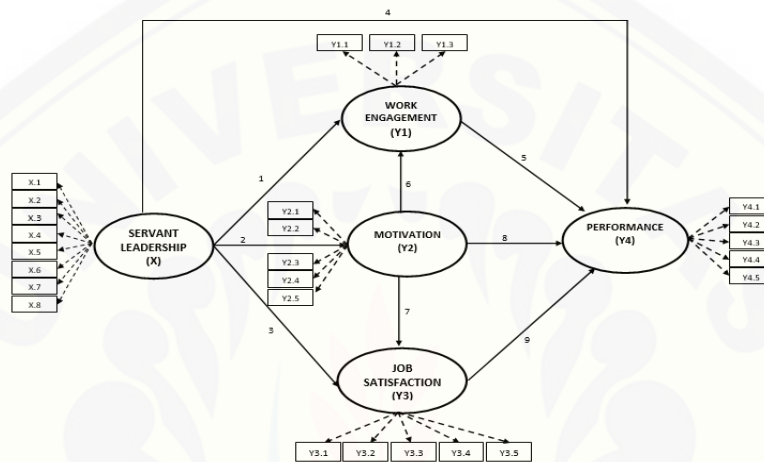 4
Y1.1
Y1.2
Y1.3
WORK
ENGAGEMENT
(Y1)
1
5
6
X.1
X.2
X.3
X.4
X.5
X.6
X.7
X.8
SERVANT
LEADERSHIP
(X)
2
Y2.1
Y2.2
Y2.3
Y2.4
Y2.5
MOTIVATION
(Y2)
8
PERFORMANCE
(Y4)
Y4.1
Y4.2
Y4.3
Y4.4
Y4.5
3
7
9
JOB
SATISFACTION
(Y3)
Y3.1
Y3.2
Y3.3
Y3.4
Y3.5
UNIVERSITAS